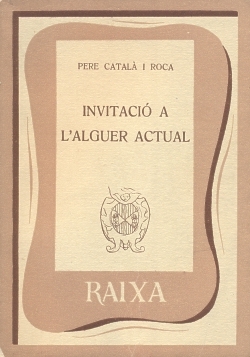 PERE CATALÀ I ROCA
INVITACIÓ A
L'ALGUER ACTUAL
RAIXA